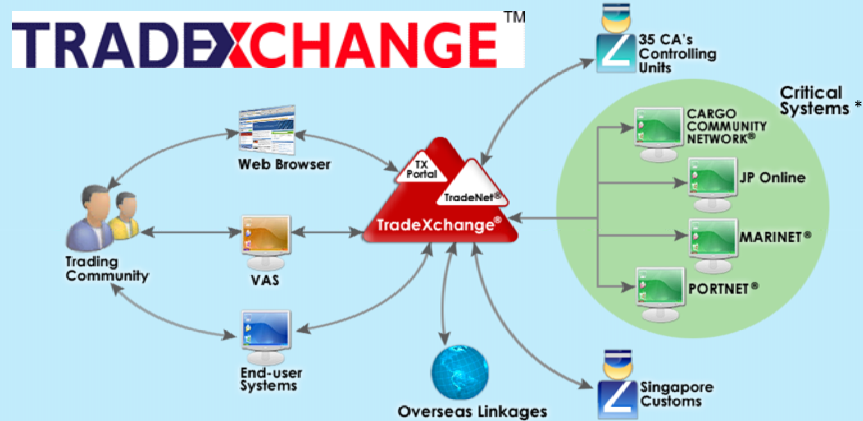 TRADEXCHANGE™
35 CA's
Controlling
Units
Critical
Systems *
CARGO
COMMUNITY
NETWORK®
Web Browser
TX
Portal
TradeNet®
JP Online
TradeXchange®
MARINET®
Trading
Community
VAS
PORTNET®
End-user
Systems
Singapore
Customs
Overseas Linkages